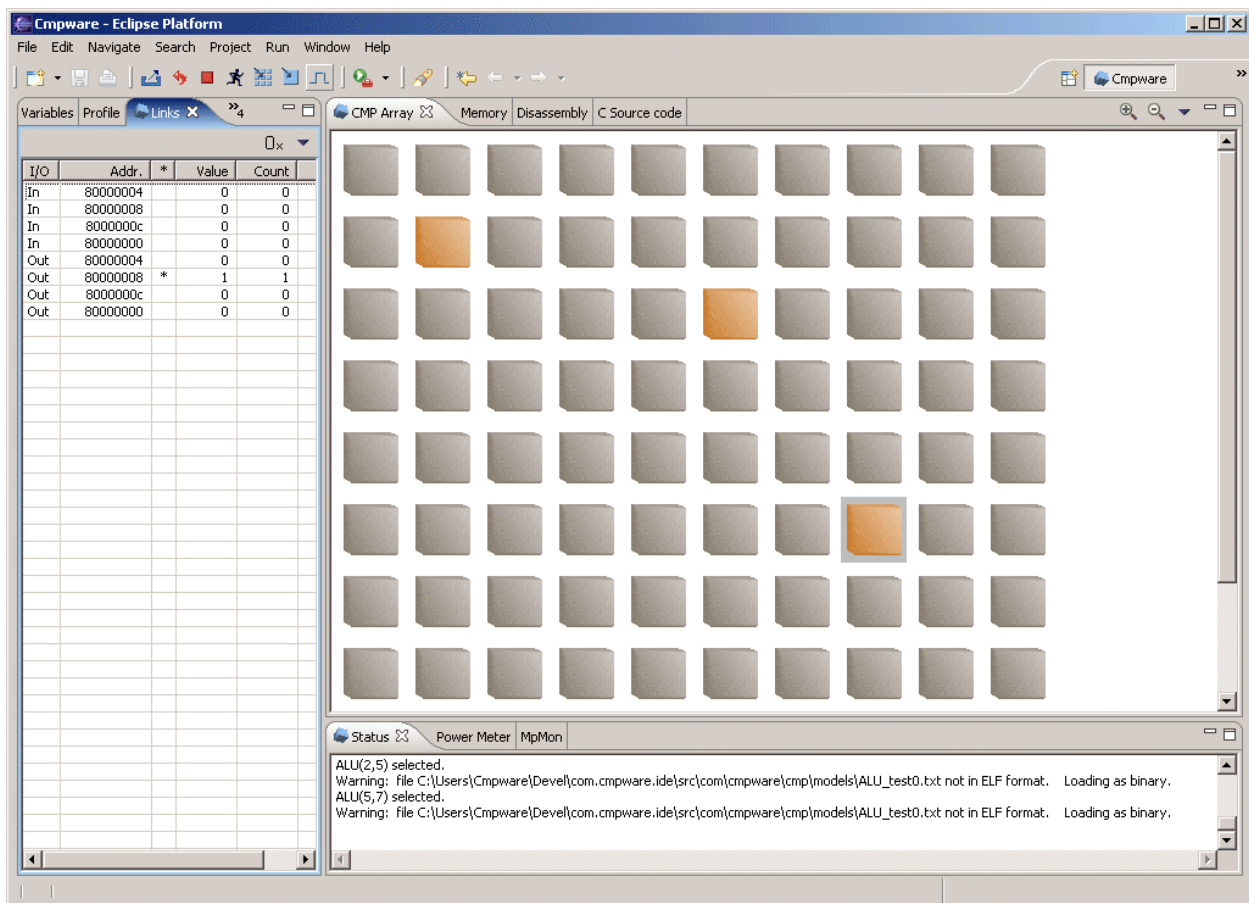 Cmpware - Eclipse Platform
File Edit Navigate Search Project Run Window Help
Cmpware »
Variables Profile Links »4
CMP Array Memory Disassembly C Source code
0x
I/O Addr. * Value Count
In 80000004 0 0
In 80000008 0 0
In 8000000c 0 0
In 80000000 0 0
Out 80000004 0 0
Out 80000008 * 1 1
Out 8000000c 0 0
Out 80000000 0 0
Status Power Meter MpMon
ALU(2,5) selected.
Warning: file C:\Users\Cmpware\Devel\com.cmpware.ide\src\com\cmpware\cmp\models\ALU_test0.txt not in ELF format. Loading as binary.
ALU(5,7) selected.
Warning: file C:\Users\Cmpware\Devel\com.cmpware.ide\src\com\cmpware\cmp\models\ALU_test0.txt not in ELF format. Loading as binary.